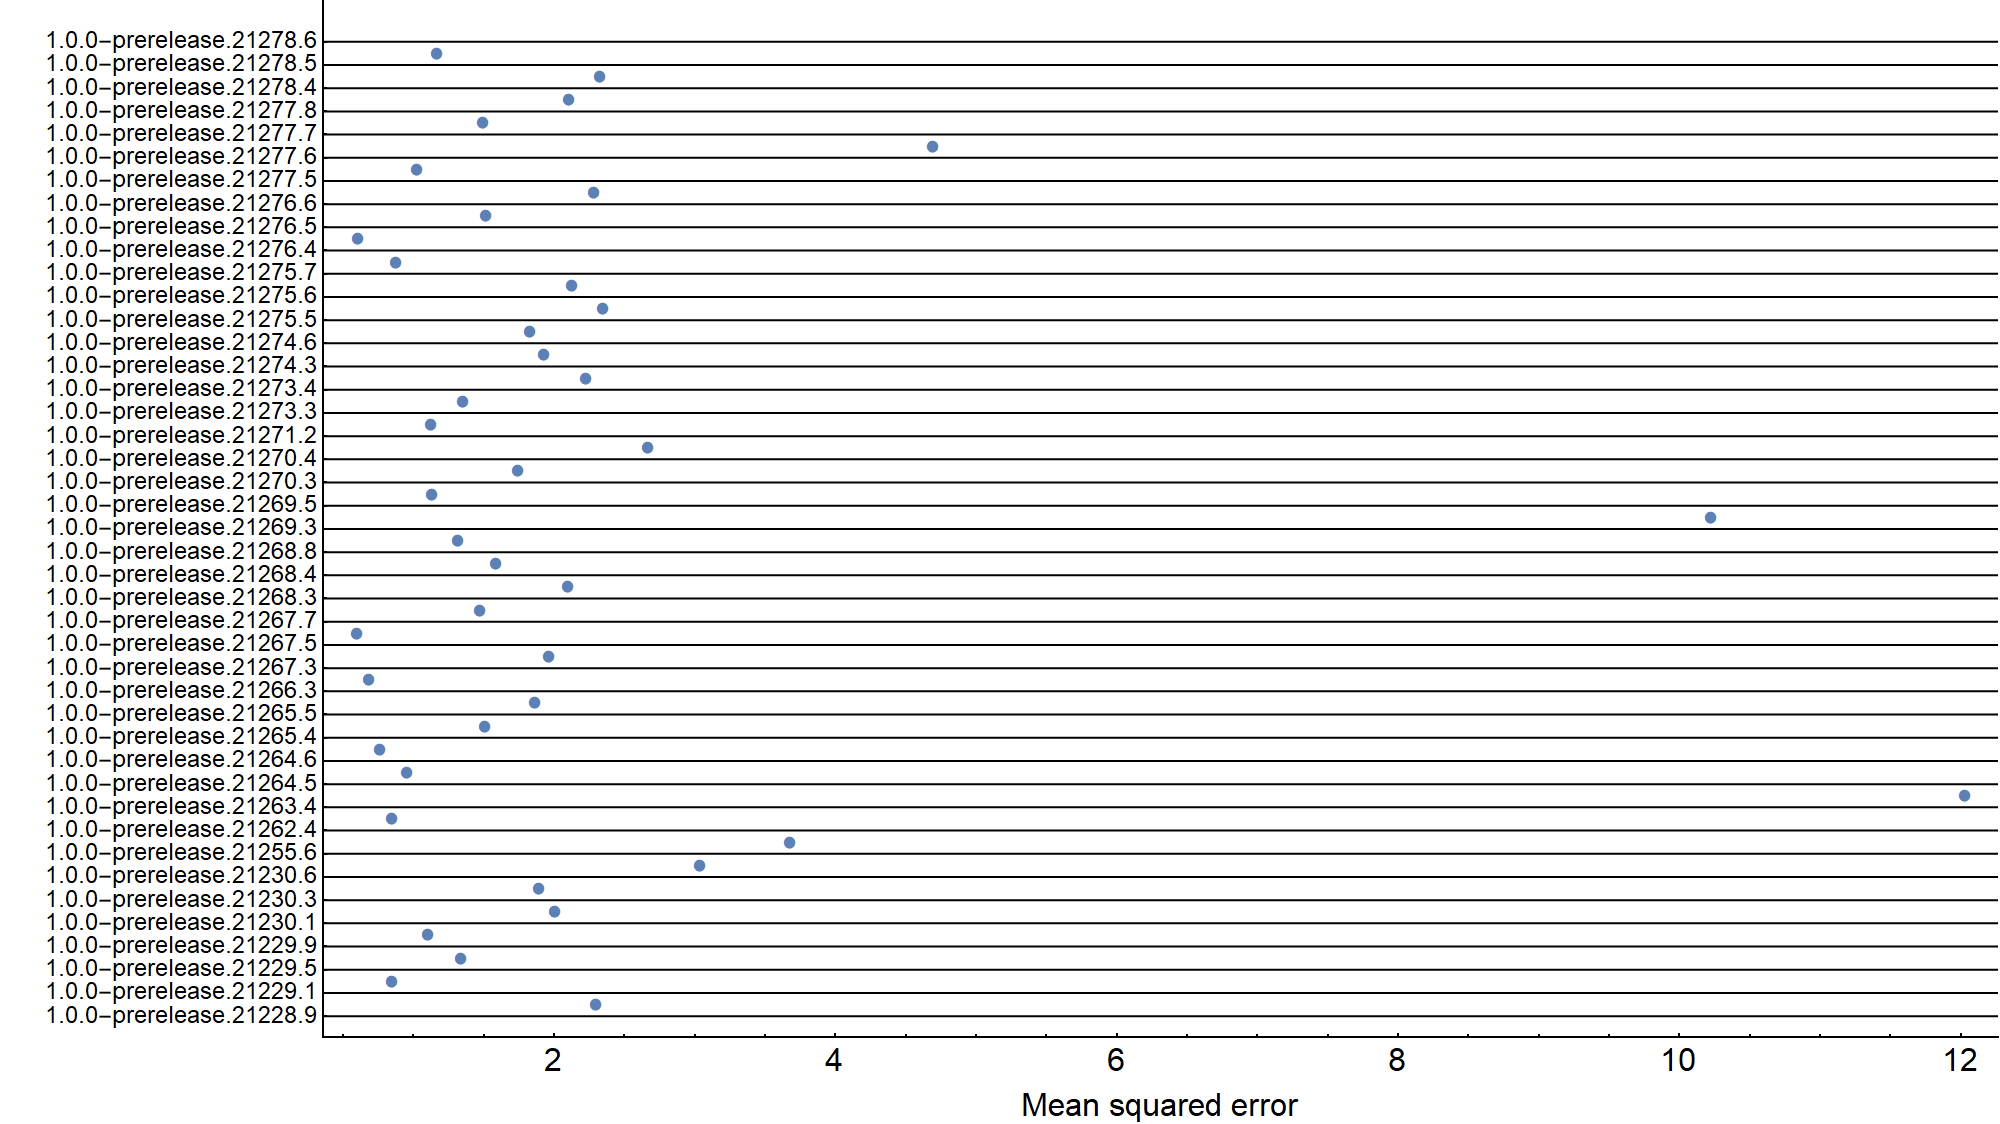 1.0.0−prerelease.21278.6
1.0.0−prerelease.21278.5
1.0.0−prerelease.21278.4
1.0.0−prerelease.21277.8
1.0.0−prerelease.21277.7
1.0.0−prerelease.21277.6
1.0.0−prerelease.21277.5
1.0.0−prerelease.21276.6
1.0.0−prerelease.21276.5
1.0.0−prerelease.21276.4
1.0.0−prerelease.21275.7
1.0.0−prerelease.21275.6
1.0.0−prerelease.21275.5
1.0.0−prerelease.21274.6
1.0.0−prerelease.21274.3
1.0.0−prerelease.21273.4
1.0.0−prerelease.21273.3
1.0.0−prerelease.21271.2
1.0.0−prerelease.21270.4
1.0.0−prerelease.21270.3
1.0.0−prerelease.21269.5
1.0.0−prerelease.21269.3
1.0.0−prerelease.21268.8
1.0.0−prerelease.21268.4
1.0.0−prerelease.21268.3
1.0.0−prerelease.21267.7
1.0.0−prerelease.21267.5
1.0.0−prerelease.21267.3
1.0.0−prerelease.21266.3
1.0.0−prerelease.21265.5
1.0.0−prerelease.21265.4
1.0.0−prerelease.21264.6
1.0.0−prerelease.21264.5
1.0.0−prerelease.21263.4
1.0.0−prerelease.21262.4
1.0.0−prerelease.21255.6
1.0.0−prerelease.21230.6
1.0.0−prerelease.21230.3
1.0.0−prerelease.21230.1
1.0.0−prerelease.21229.9
1.0.0−prerelease.21229.5
1.0.0−prerelease.21229.1
1.0.0−prerelease.21228.9
2 4 6 8 10 12
Mean squared error